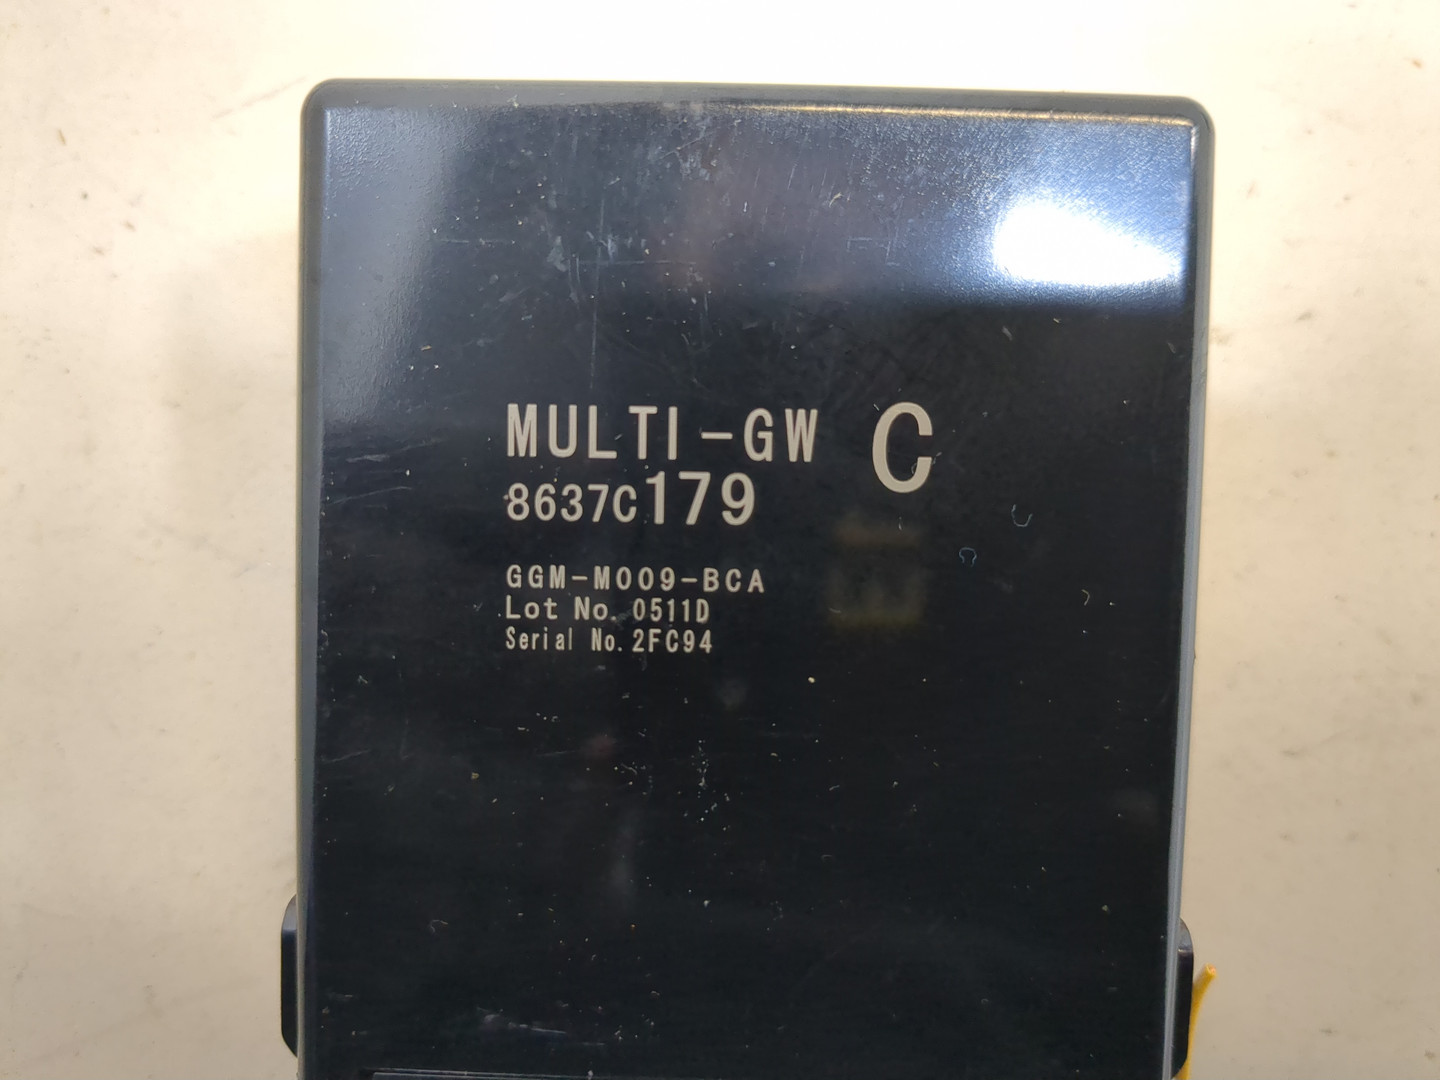 MULTI-GW C
8637C179
GGM-M009-BCA
Lot No. 0511D
Serial No. 2FC94